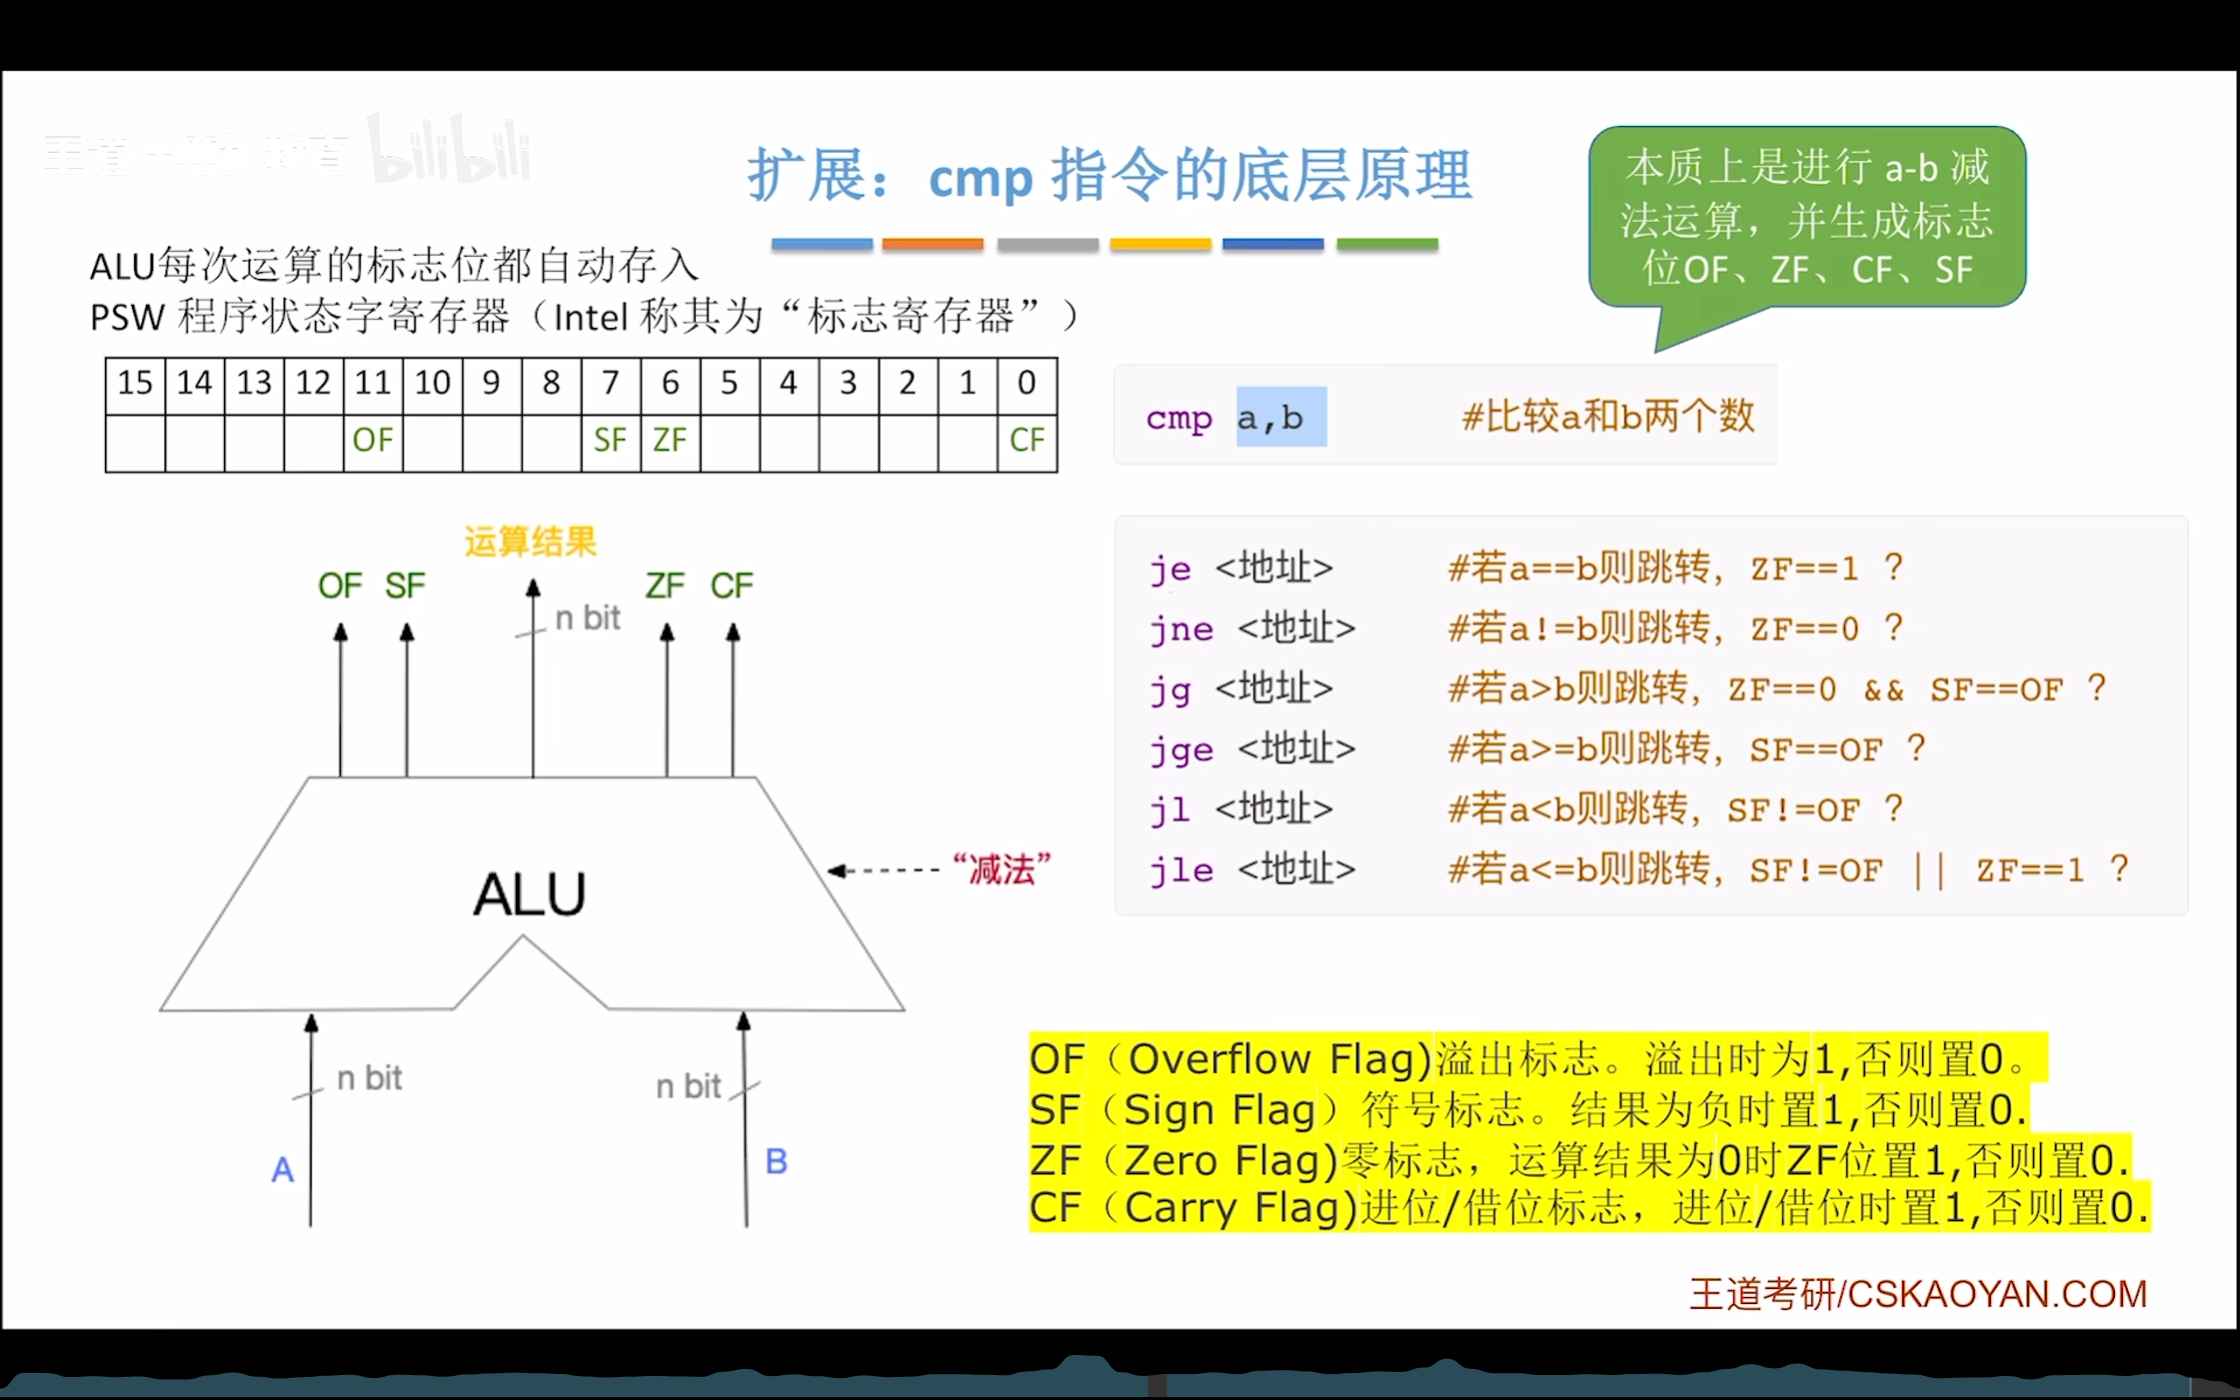 bilibili
扩展：cmp 指令的底层原理
本质上是进行 a-b 减
法运算，并生成标志
位OF、ZF、CF、SF
ALU每次运算的标志位都自动存入
PSW 程序状态字寄存器（Intel 称其为“标志寄存器”）
15 14 13 12 11 10 9 8 7 6 5 4 3 2 1 0
OF SF ZF CF
cmp a,b #比较a和b两个数
je <地址> #若a==b则跳转，ZF==1 ?
jne <地址> #若a!=b则跳转，ZF==0 ?
jg <地址> #若a>b则跳转，ZF==0 && SF==OF ?
jge <地址> #若a>=b则跳转，SF==OF ?
jl <地址> #若a<b则跳转，SF!=OF ?
jle <地址> #若a<=b则跳转，SF!=OF || ZF==1 ?
运算结果
OF SF ZF CF
n bit
ALU
“减法”
n bit
n bit
A
B
OF（Overflow Flag)溢出标志。溢出时为1,否则置0。
SF（Sign Flag）符号标志。结果为负时置1,否则置0.
ZF（Zero Flag)零标志，运算结果为0时ZF位置1,否则置0.
CF（Carry Flag)进位/借位标志，进位/借位时置1,否则置0.
王道考研/CSKAOYAN.COM